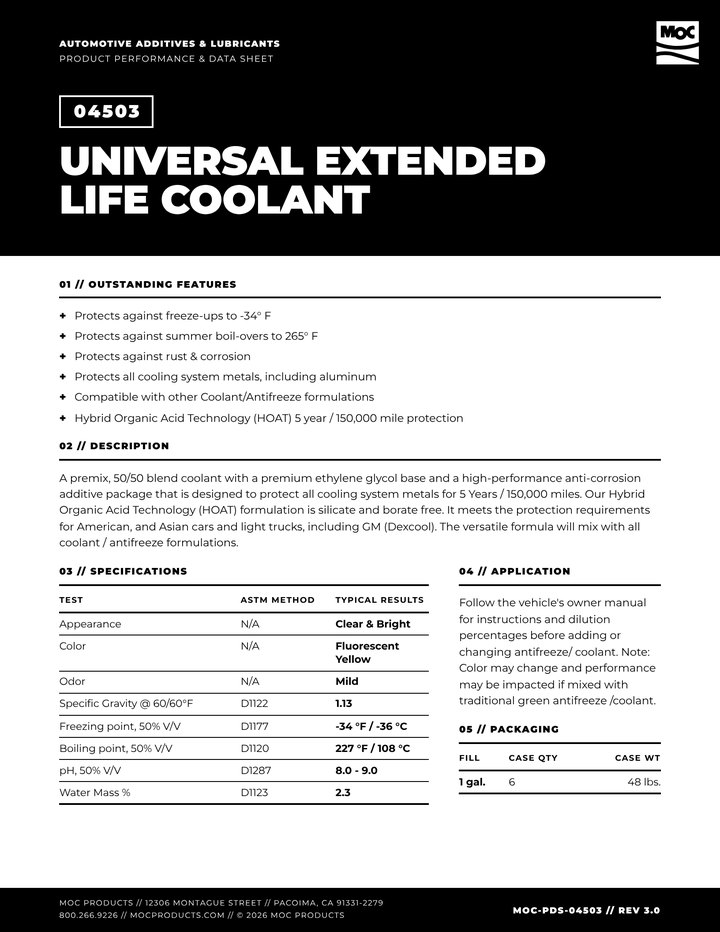 AUTOMOTIVE ADDITIVES & LUBRICANTS
PRODUCT PERFORMANCE & DATA SHEET
MOC
04503
UNIVERSAL EXTENDED
LIFE COOLANT
01 // OUTSTANDING FEATURES
+ Protects against freeze-ups to -34° F
+ Protects against summer boil-overs to 265° F
+ Protects against rust & corrosion
+ Protects all cooling system metals, including aluminum
+ Compatible with other Coolant/Antifreeze formulations
+ Hybrid Organic Acid Technology (HOAT) 5 year / 150,000 mile protection
02 // DESCRIPTION
A premix, 50/50 blend coolant with a premium ethylene glycol base and a high-performance anti-corrosion
additive package that is designed to protect all cooling system metals for 5 Years / 150,000 miles. Our Hybrid
Organic Acid Technology (HOAT) formulation is silicate and borate free. It meets the protection requirements
for American, and Asian cars and light trucks, including GM (Dexcool). The versatile formula will mix with all
coolant / antifreeze formulations.
03 // SPECIFICATIONS
TEST ASTM METHOD TYPICAL RESULTS
Appearance N/A Clear & Bright
Color N/A Fluorescent
Yellow
Odor N/A Mild
Specific Gravity @ 60/60°F D1122 1.13
Freezing point, 50% V/V D1177 -34 °F / -36 °C
Boiling point, 50% V/V D1120 227 °F / 108 °C
pH, 50% V/V D1287 8.0 - 9.0
Water Mass % D1123 2.3
04 // APPLICATION
Follow the vehicle's owner manual
for instructions and dilution
percentages before adding or
changing antifreeze/ coolant. Note:
Color may change and performance
may be impacted if mixed with
traditional green antifreeze /coolant.
05 // PACKAGING
FILL CASE QTY CASE WT
1 gal. 6 48 lbs.
MOC PRODUCTS // 12306 MONTAGUE STREET // PACOIMA, CA 91331-2279
800.266.9226 // MOCPRODUCTS.COM // © 2026 MOC PRODUCTS
MOC-PDS-04503 // REV 3.0